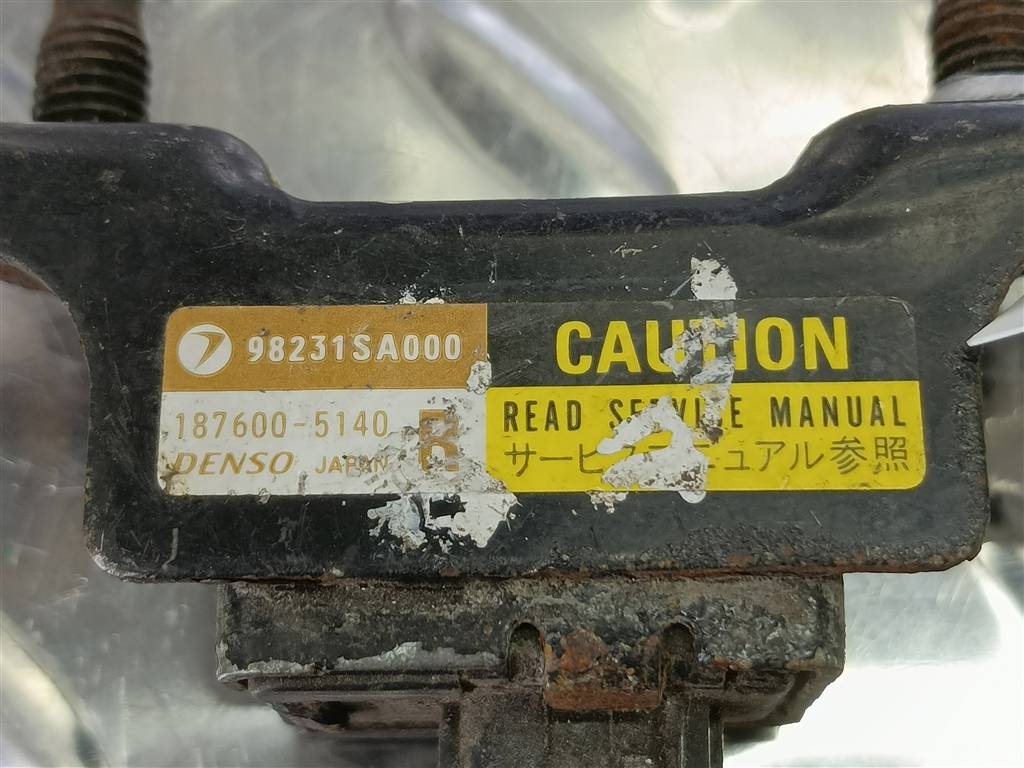 98231SA000
187600-5140
DENSO JAPAN
CAUTION
READ SERVICE MANUAL
サービスマニュアル参照